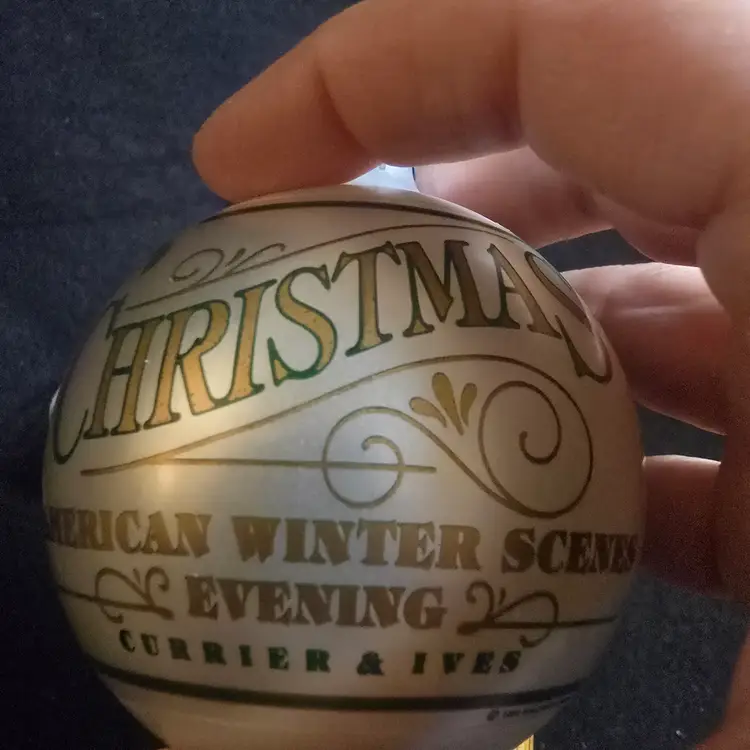 CHRISTMAS
AMERICAN WINTER SCENES
EVENING
CURRIER & IVES
©